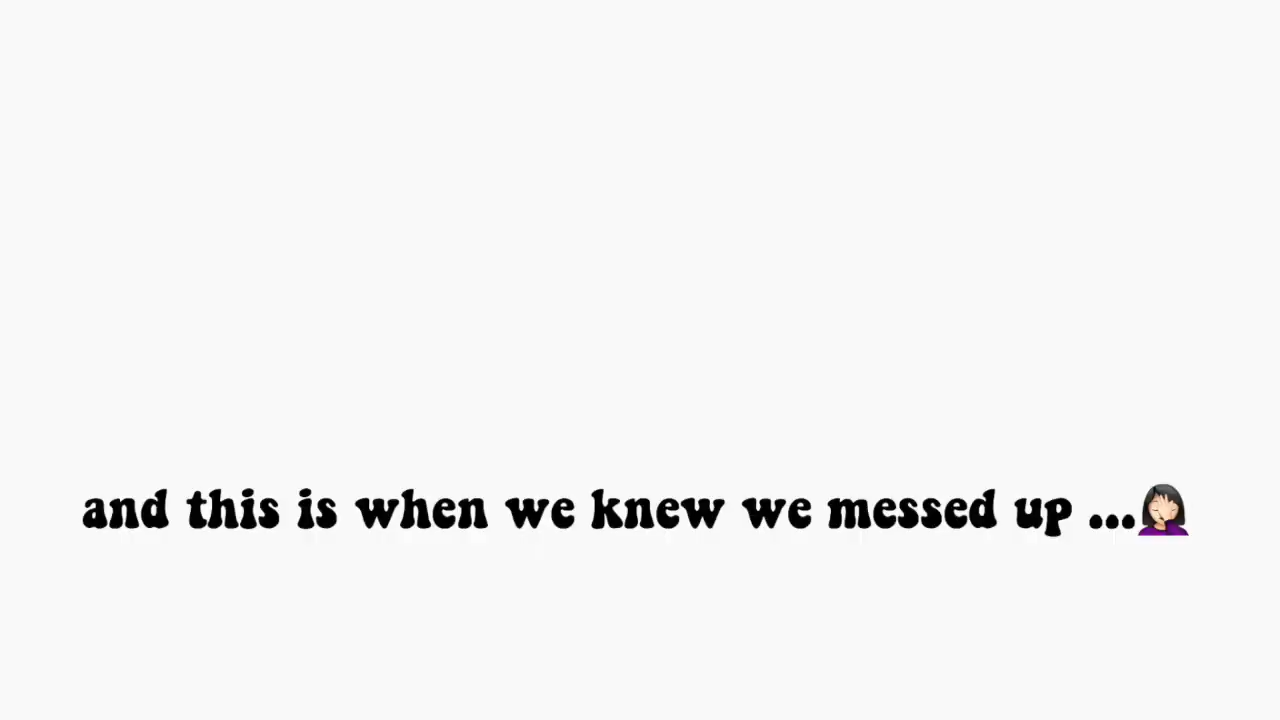 and this is when we knew we messed up ...🤦🏻‍♀️